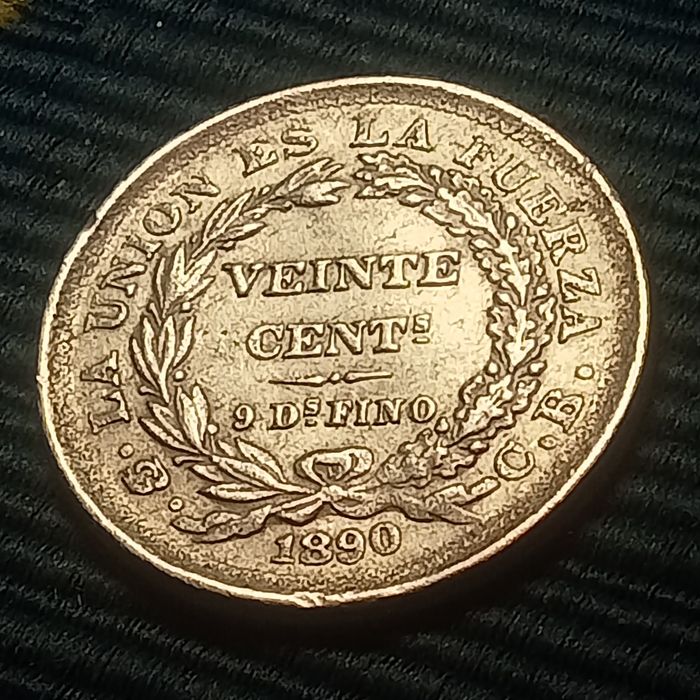 LA UNION ES LA FUERZA
VEINTE
CENTS
9 DS FINO
C.B.
1890